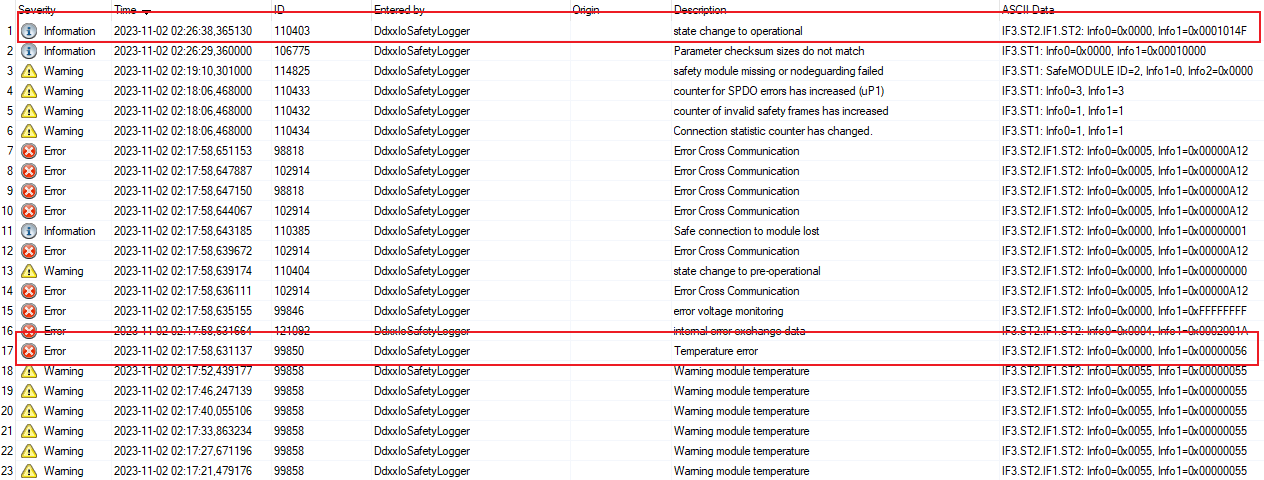 Severity Time ID Entered by Origin Description ASCII Data
1 Information 2023-11-02 02:26:38,365130 110403 DdxxIoSafetyLogger state change to operational IF3.ST2.IF1.ST2: Info0=0x0000, Info1=0x0001014F
2 Information 2023-11-02 02:26:29,360000 106775 DdxxIoSafetyLogger Parameter checksum sizes do not match IF3.ST1: Info0=0x0000, Info1=0x00010000
3 Warning 2023-11-02 02:19:10,301000 114825 DdxxIoSafetyLogger safety module missing or nodeguarding failed IF3.ST1: SafeMODULE ID=2, Info1=0, Info2=0x0000
4 Warning 2023-11-02 02:18:06,468000 110433 DdxxIoSafetyLogger counter for SPDO errors has increased (uP1) IF3.ST1: Info0=3, Info1=3
5 Warning 2023-11-02 02:18:06,468000 110432 DdxxIoSafetyLogger counter of invalid safety frames has increased IF3.ST1: Info0=1, Info1=1
6 Warning 2023-11-02 02:18:06,468000 110434 DdxxIoSafetyLogger Connection statistic counter has changed. IF3.ST1: Info0=1, Info1=1
7 Error 2023-11-02 02:17:58,651153 98818 DdxxIoSafetyLogger Error Cross Communication IF3.ST2.IF1.ST2: Info0=0x0005, Info1=0x00000A12
8 Error 2023-11-02 02:17:58,647887 102914 DdxxIoSafetyLogger Error Cross Communication IF3.ST2.IF1.ST2: Info0=0x0005, Info1=0x00000A12
9 Error 2023-11-02 02:17:58,647150 98818 DdxxIoSafetyLogger Error Cross Communication IF3.ST2.IF1.ST2: Info0=0x0005, Info1=0x00000A12
10 Error 2023-11-02 02:17:58,644067 102914 DdxxIoSafetyLogger Error Cross Communication IF3.ST2.IF1.ST2: Info0=0x0005, Info1=0x00000A12
11 Information 2023-11-02 02:17:58,643185 110385 DdxxIoSafetyLogger Safe connection to module lost IF3.ST2.IF1.ST2: Info0=0x0000, Info1=0x00000001
12 Error 2023-11-02 02:17:58,639672 102914 DdxxIoSafetyLogger Error Cross Communication IF3.ST2.IF1.ST2: Info0=0x0005, Info1=0x00000A12
13 Warning 2023-11-02 02:17:58,639174 110404 DdxxIoSafetyLogger state change to pre-operational IF3.ST2.IF1.ST2: Info0=0x0000, Info1=0x00000000
14 Error 2023-11-02 02:17:58,636111 102914 DdxxIoSafetyLogger Error Cross Communication IF3.ST2.IF1.ST2: Info0=0x0005, Info1=0x00000A12
15 Error 2023-11-02 02:17:58,635155 99846 DdxxIoSafetyLogger error voltage monitoring IF3.ST2.IF1.ST2: Info0=0x0000, Info1=0xFFFFFFFF
16 Error 2023-11-02 02:17:58,631664 121092 DdxxIoSafetyLogger internal error exchange data IF3.ST2.IF1.ST2: Info0=0x0004, Info1=0x0002001A
17 Error 2023-11-02 02:17:58,631137 99850 DdxxIoSafetyLogger Temperature error IF3.ST2.IF1.ST2: Info0=0x0000, Info1=0x00000056
18 Warning 2023-11-02 02:17:52,439177 99858 DdxxIoSafetyLogger Warning module temperature IF3.ST2.IF1.ST2: Info0=0x0055, Info1=0x00000055
19 Warning 2023-11-02 02:17:46,247139 99858 DdxxIoSafetyLogger Warning module temperature IF3.ST2.IF1.ST2: Info0=0x0055, Info1=0x00000055
20 Warning 2023-11-02 02:17:40,055106 99858 DdxxIoSafetyLogger Warning module temperature IF3.ST2.IF1.ST2: Info0=0x0055, Info1=0x00000055
21 Warning 2023-11-02 02:17:33,863234 99858 DdxxIoSafetyLogger Warning module temperature IF3.ST2.IF1.ST2: Info0=0x0055, Info1=0x00000055
22 Warning 2023-11-02 02:17:27,671196 99858 DdxxIoSafetyLogger Warning module temperature IF3.ST2.IF1.ST2: Info0=0x0055, Info1=0x00000055
23 Warning 2023-11-02 02:17:21,479176 99858 DdxxIoSafetyLogger Warning module temperature IF3.ST2.IF1.ST2: Info0=0x0055, Info1=0x00000055